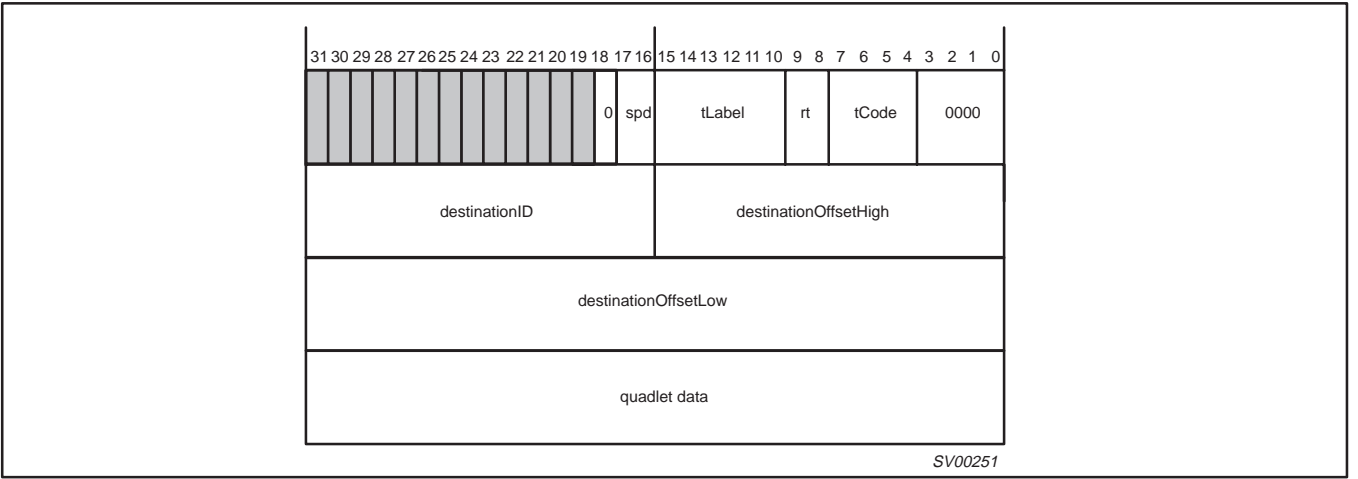 31 30 29 28 27 26 25 24 23 22 21 20 19 18 17 16 15 14 13 12 11 10 9 8 7 6 5 4 3 2 1 0
0 spd tLabel rt tCode 0000
destinationID destinationOffsetHigh
destinationOffsetLow
quadlet data
SV00251